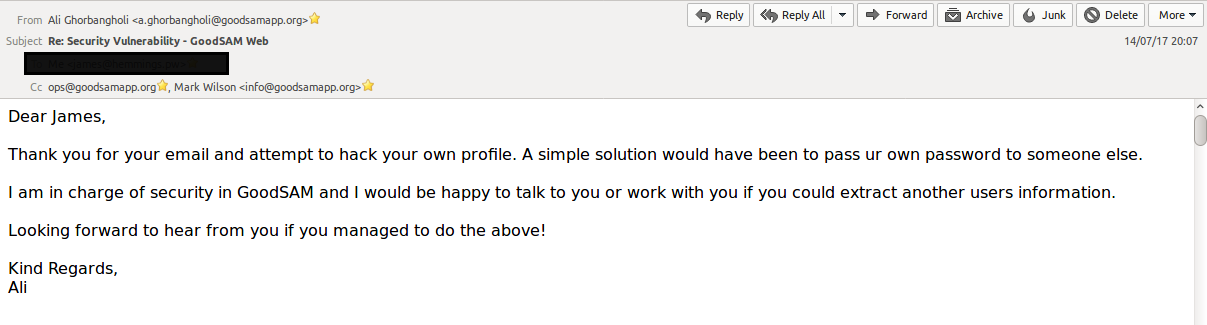 From Ali Ghorbangholi <a.ghorbangholi@goodsamapp.org>
Reply Reply All Forward Archive Junk Delete More
Subject Re: Security Vulnerability - GoodSAM Web
14/07/17 20:07
Cc ops@goodsamapp.org, Mark Wilson <info@goodsamapp.org>
Dear James,
Thank you for your email and attempt to hack your own profile. A simple solution would have been to pass ur own password to someone else.
I am in charge of security in GoodSAM and I would be happy to talk to you or work with you if you could extract another users information.
Looking forward to hear from you if you managed to do the above!
Kind Regards,
Ali